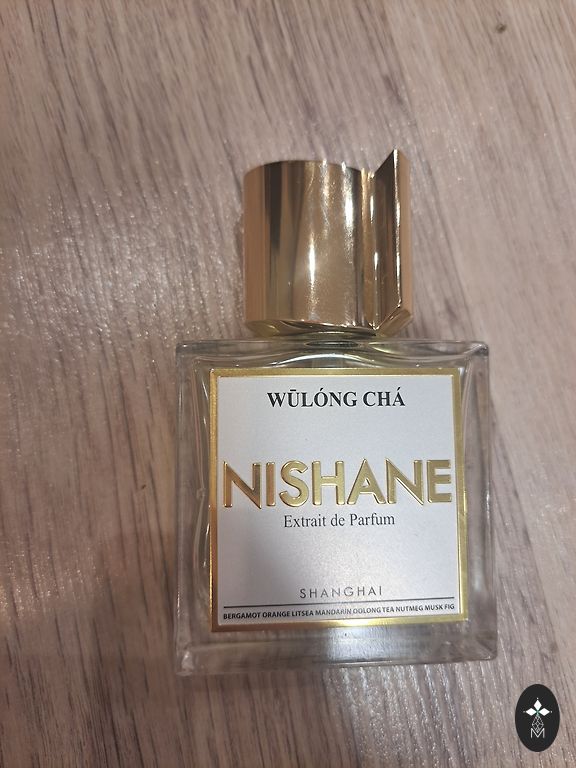 WŪLÓNG CHÁ
NISHANE
Extrait de Parfum
SHANGHAI
BERGAMOT ORANGE LITSEA MANDARIN OOLONG TEA NUTMEG MUSK FIG
M